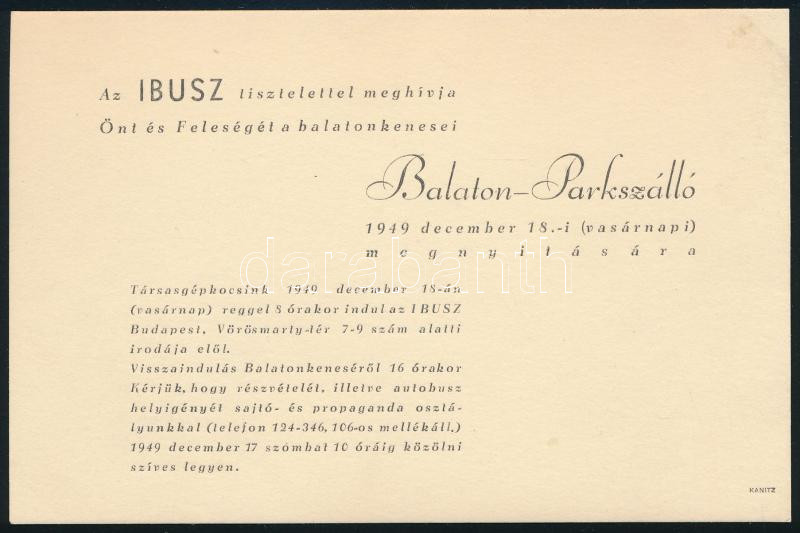 Az IBUSZ tisztelettel meghívja
Önt és Feleségét a balatonkenesei
Balaton–Parkszálló
1949 december 18.-i (vasárnapi)
megnyitására
darabanth
Társasgépkocsink 1949 december 18-án
(vasárnap) reggel 8 órakor indul az IBUSZ
Budapest, Vörösmarty-tér 7-9 szám alatti
irodája elől.
Visszaindulás Balatonkeneséről 16 órakor
Kérjük, hogy részvételét, illetve autobusz
helyigényét sajtó- és propaganda osztá-
lyunkkal (telefon 124-346, 106-os mellékáll.)
1949 december 17 szombat 10 óráig közölni
szíves legyen.
KANITZ